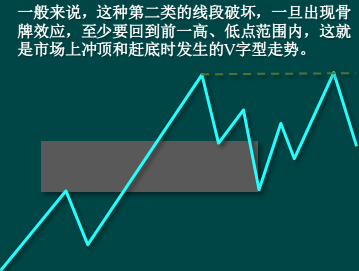 一般来说，这种第二类的线段破坏，一旦出现骨
牌效应，至少要回到前一高、低点范围内，这就
是市场上冲顶和赶底时发生的V字型走势。